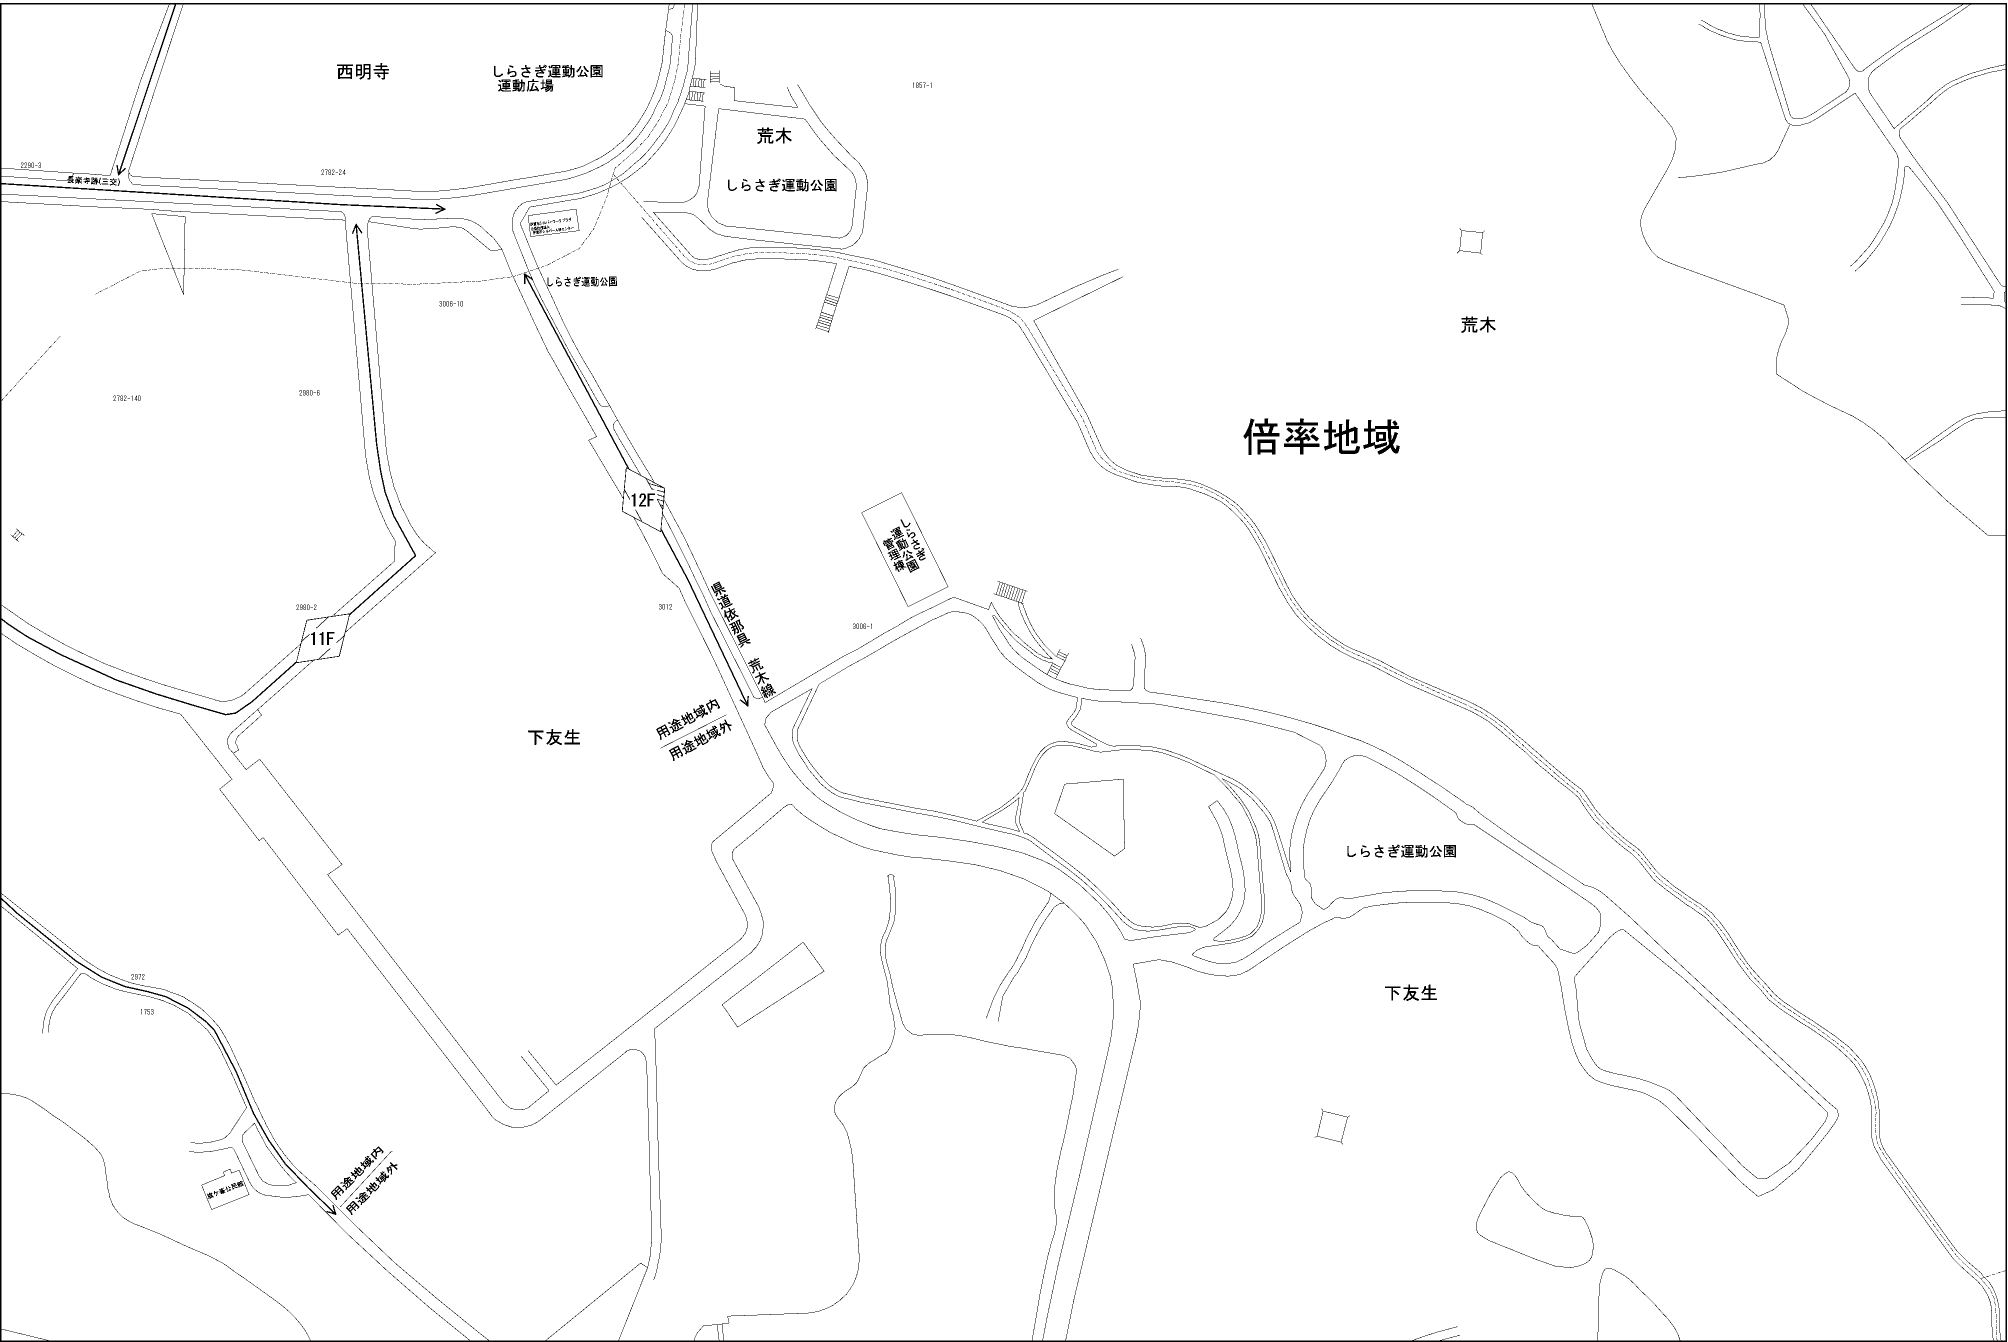 西明寺
しらさぎ運動公園
運動広場
1857-1
荒木
2290-3
長楽寺跡(三交)
2782-24
しらさぎ運動公園
しらさぎ運動公園
3006-10
荒木
2782-140
2980-6
倍率地域
12F
しらさぎ
運動公園
管理棟
県道依那具　荒木線
2980-2
3012
3006-1
11F
用途地域内
用途地域外
下友生
しらさぎ運動公園
下友生
2972
1753
用途地域内
用途地域外